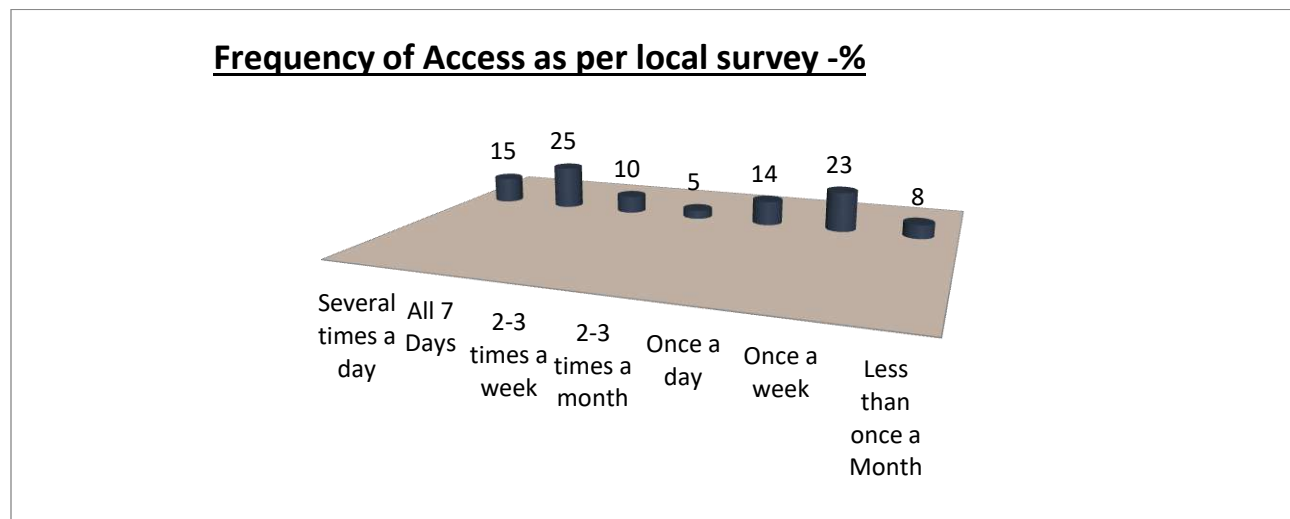 Frequency of Access as per local survey -%
15
25
10
5
14
23
8
Several
times a
day
All 7
Days
2-3
times a
week
2-3
times a
month
Once a
day
Once a
week
Less
than
once a
Month